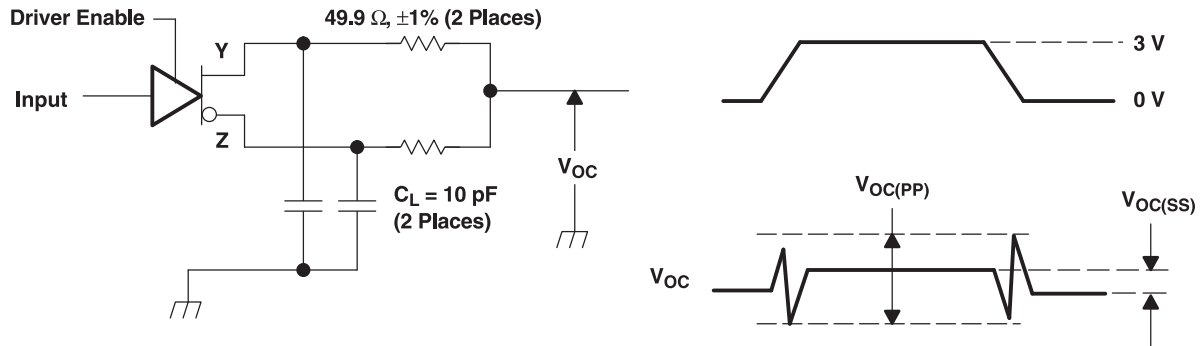 Driver Enable
49.9 Ω, ±1% (2 Places)
Y
Input
Z
V_OC
C_L = 10 pF
(2 Places)
3 V
0 V
V_OC(PP)
V_OC(SS)
V_OC